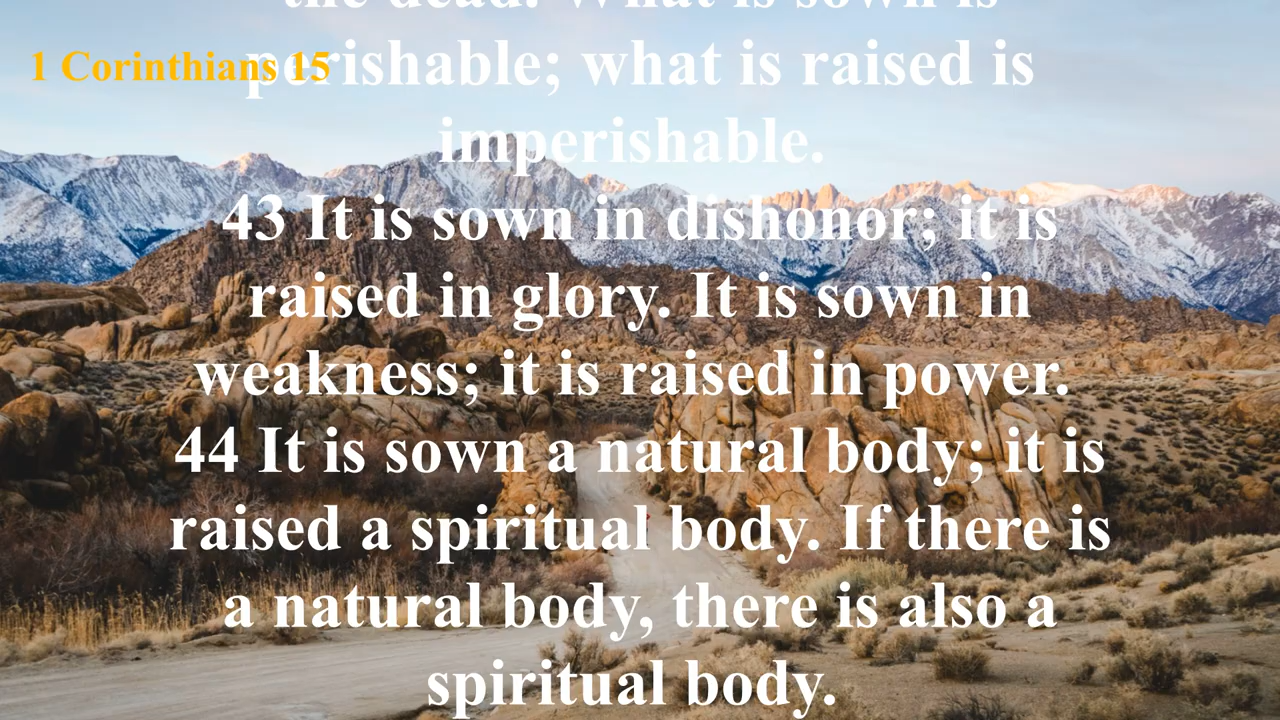 the dead. What is sown is
1 Corinthians 15
perishable; what is raised is
imperishable.
43 It is sown in dishonor; it is
raised in glory. It is sown in
weakness; it is raised in power.
44 It is sown a natural body; it is
raised a spiritual body. If there is
a natural body, there is also a
spiritual body.